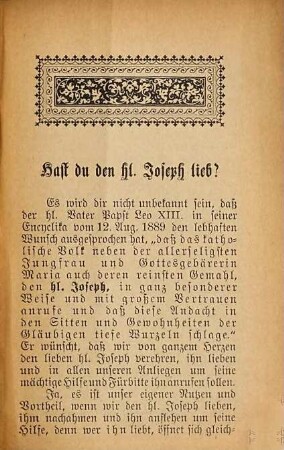 Hast du den hl. Joseph lieb?
Es wird dir nicht unbekannt sein, daß
der hl. Vater Papst Leo XIII. in seiner
Encyklika vom 12. Aug. 1889 den lebhaften
Wunsch ausgesprochen hat, „daß das katho-
lische Volk neben der allerseligsten
Jungfrau und Gottesgebärerin
Maria auch deren reinsten Gemahl,
den hl. Joseph, in ganz besonderer
Weise und mit großem Vertrauen
anrufe und daß diese Andacht in
den Sitten und Gewohnheiten der
Gläubigen tiefe Wurzeln schlage.“
Er wünscht, daß wir von ganzem Herzen
den lieben hl. Joseph verehren, ihn lieben
und in allen unseren Anliegen um seine
mächtige Hilfe und Fürbitte ihn anrufen sollen.
Ja, es ist unser eigener Nutzen und
Vortheil, wenn wir den hl. Joseph lieben,
ihm nachahmen und ihn anrufen um seine
Hilfe, denn wer ihn liebt, öffnet sich gleich-